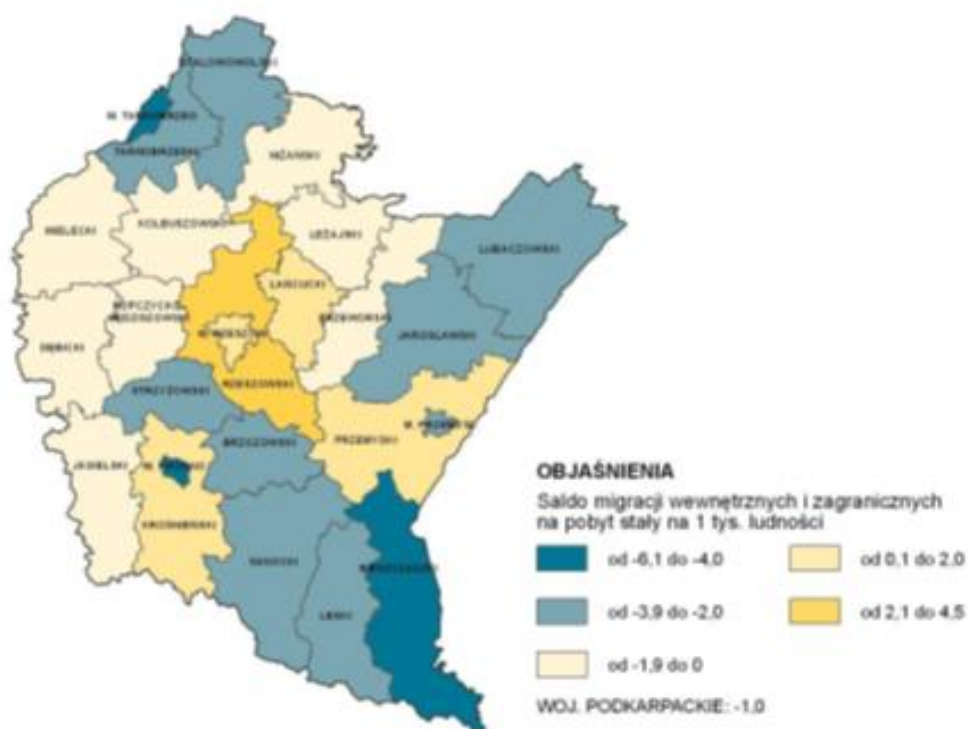 STALOWOWOLSKI
M. TARNOBRZEG
TARNOBRZESKI
NIŻAŃSKI
MIELECKI
KOLBUSZOWSKI
LEŻAJSKI
LUBACZOWSKI
ŁAŃCUCKI
ROPCZYCKO-
SĘDZISZOWSKI
PRZEWORSKI
M. RZESZÓW
JAROSŁAWSKI
DĘBICKI
RZESZOWSKI
STRZYŻOWSKI
M. PRZEMYŚL
BRZOZOWSKI
PRZEMYSKI
JASIELSKI
M. KROSNO
KROŚNIEŃSKI
SANOCKI
BIESZCZADZKI
LESKI
OBJAŚNIENIA
Saldo migracji wewnętrznych i zagranicznych
na pobyt stały na 1 tys. ludności
od -6,1 do -4,0
od 0,1 do 2,0
od -3,9 do -2,0
od 2,1 do 4,5
od -1,9 do 0
WOJ. PODKARPACKIE: -1,0